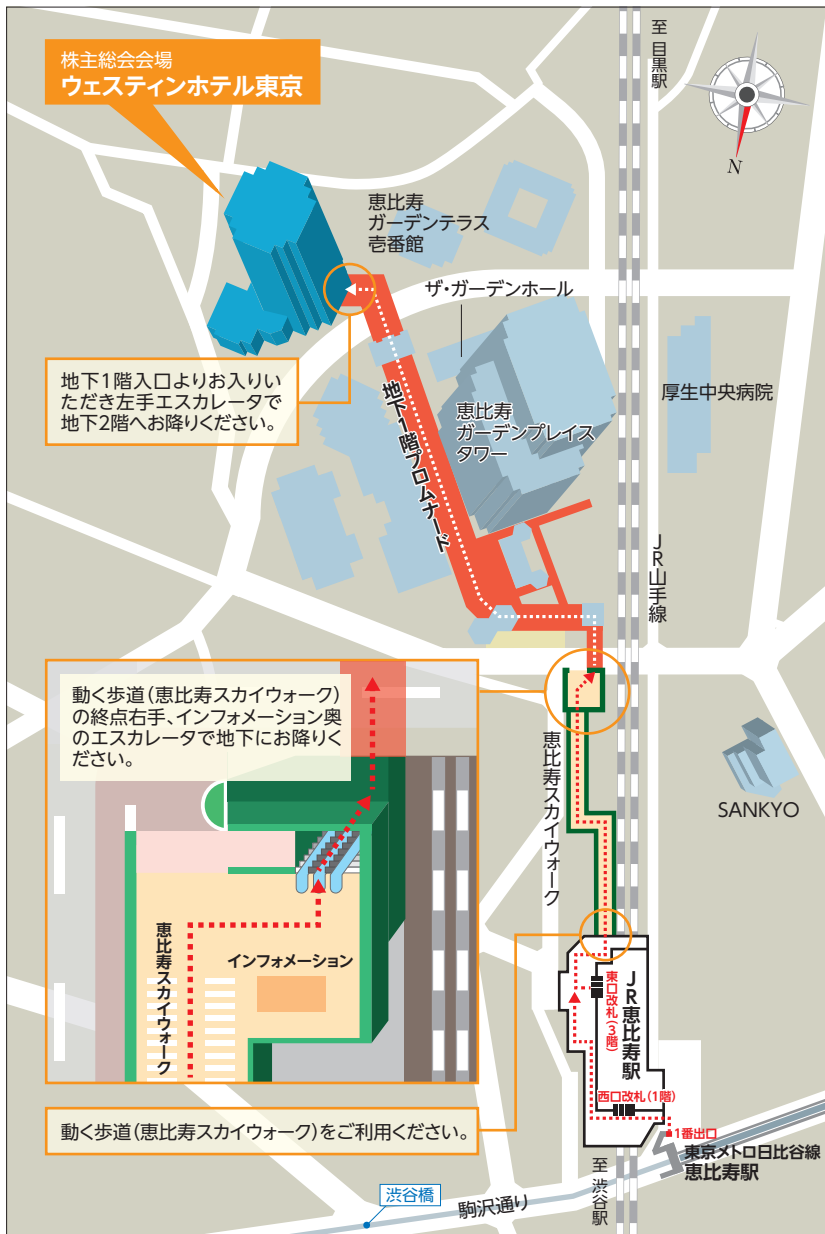 株主総会会場
ウェスティンホテル東京
至 目黒駅
N
恵比寿
ガーデンテラス
壱番館
ザ・ガーデンホール
地下1階入口よりお入りい
ただき左手エスカレータで
地下2階へお降りください。
地下1階プロムナード
恵比寿
ガーデンプレイス
タワー
厚生中央病院
JR山手線
動く歩道(恵比寿スカイウォーク)
の終点右手、インフォメーション奥
のエスカレータで地下にお降りく
ださい。
恵比寿スカイウォーク
SANKYO
恵比寿スカイウォーク
インフォメーション
東口改札(3階)
JR恵比寿駅
西口改札(1階)
動く歩道(恵比寿スカイウォーク)をご利用ください。
1番出口
東京メトロ日比谷線
恵比寿駅
至 渋谷駅
渋谷橋
駒沢通り